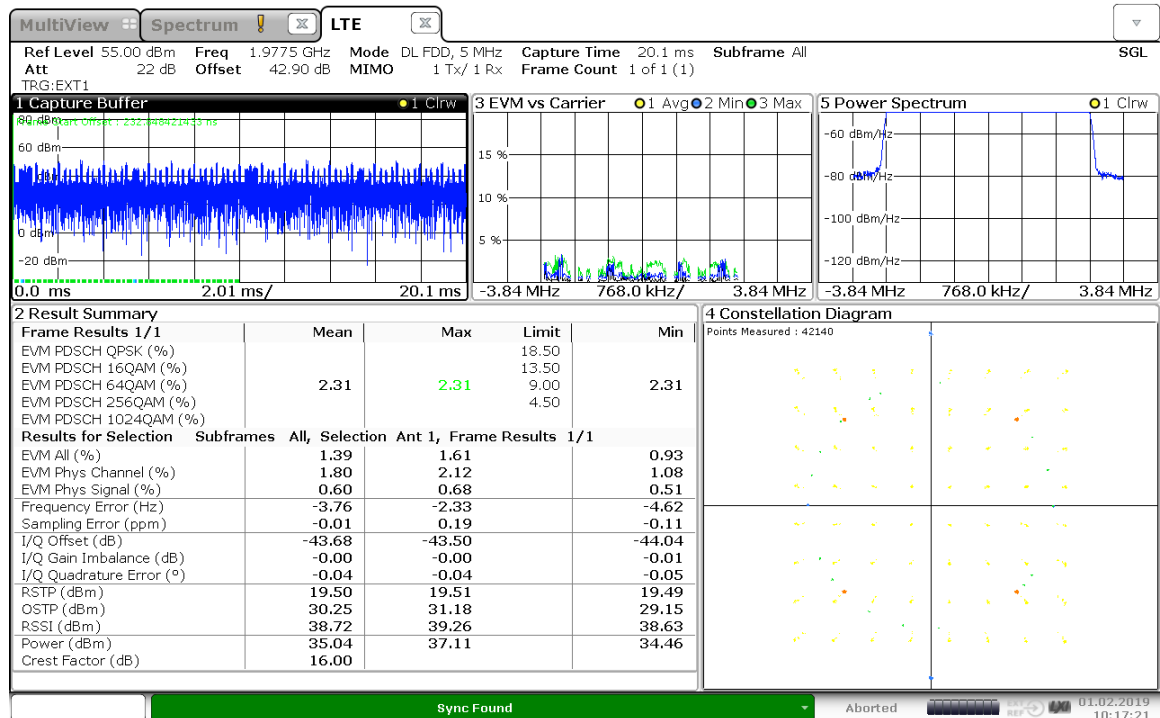 MultiView Spectrum LTE
Ref Level 55.00 dBm Freq 1.9775 GHz Mode DL FDD, 5 MHz Capture Time 20.1 ms Subframe All SGL
Att 22 dB Offset 42.90 dB MIMO 1 Tx/ 1 Rx Frame Count 1 of 1 (1)
TRG:EXT1
1 Capture Buffer 1 Clrw
80 dBm
Frame Start Offset :
60 dBm
0 dBm
-20 dBm
0.0 ms 2.01 ms/ 20.1 ms
3 EVM vs Carrier 1 Avg 2 Min 3 Max
15 %
10 %
5 %
-3.84 MHz 768.0 kHz/ 3.84 MHz
5 Power Spectrum 1 Clrw
-60 dBm/Hz
-80 dBm/Hz
-100 dBm/Hz
-120 dBm/Hz
-3.84 MHz 768.0 kHz/ 3.84 MHz
2 Result Summary
Frame Results 1/1 Mean Max Limit Min
EVM PDSCH QPSK (%) 18.50
EVM PDSCH 16QAM (%) 13.50
EVM PDSCH 64QAM (%) 2.31 2.31 9.00 2.31
EVM PDSCH 256QAM (%) 4.50
EVM PDSCH 1024QAM (%)
Results for Selection Subframes All, Selection Ant 1, Frame Results 1/1
EVM All (%) 1.39 1.61 0.93
EVM Phys Channel (%) 1.80 2.12 1.08
EVM Phys Signal (%) 0.60 0.68 0.51
Frequency Error (Hz) -3.76 -2.33 -4.62
Sampling Error (ppm) -0.01 0.19 -0.11
I/Q Offset (dB) -43.68 -43.50 -44.04
I/Q Gain Imbalance (dB) -0.00 -0.00 -0.01
I/Q Quadrature Error (°) -0.04 -0.04 -0.05
RSTP (dBm) 19.50 19.51 19.49
OSTP (dBm) 30.25 31.18 29.15
RSSI (dBm) 38.72 39.26 38.63
Power (dBm) 35.04 37.11 34.46
Crest Factor (dB) 16.00
4 Constellation Diagram
Points Measured : 42140
Sync Found Aborted LXI 01.02.2019
10:17:21